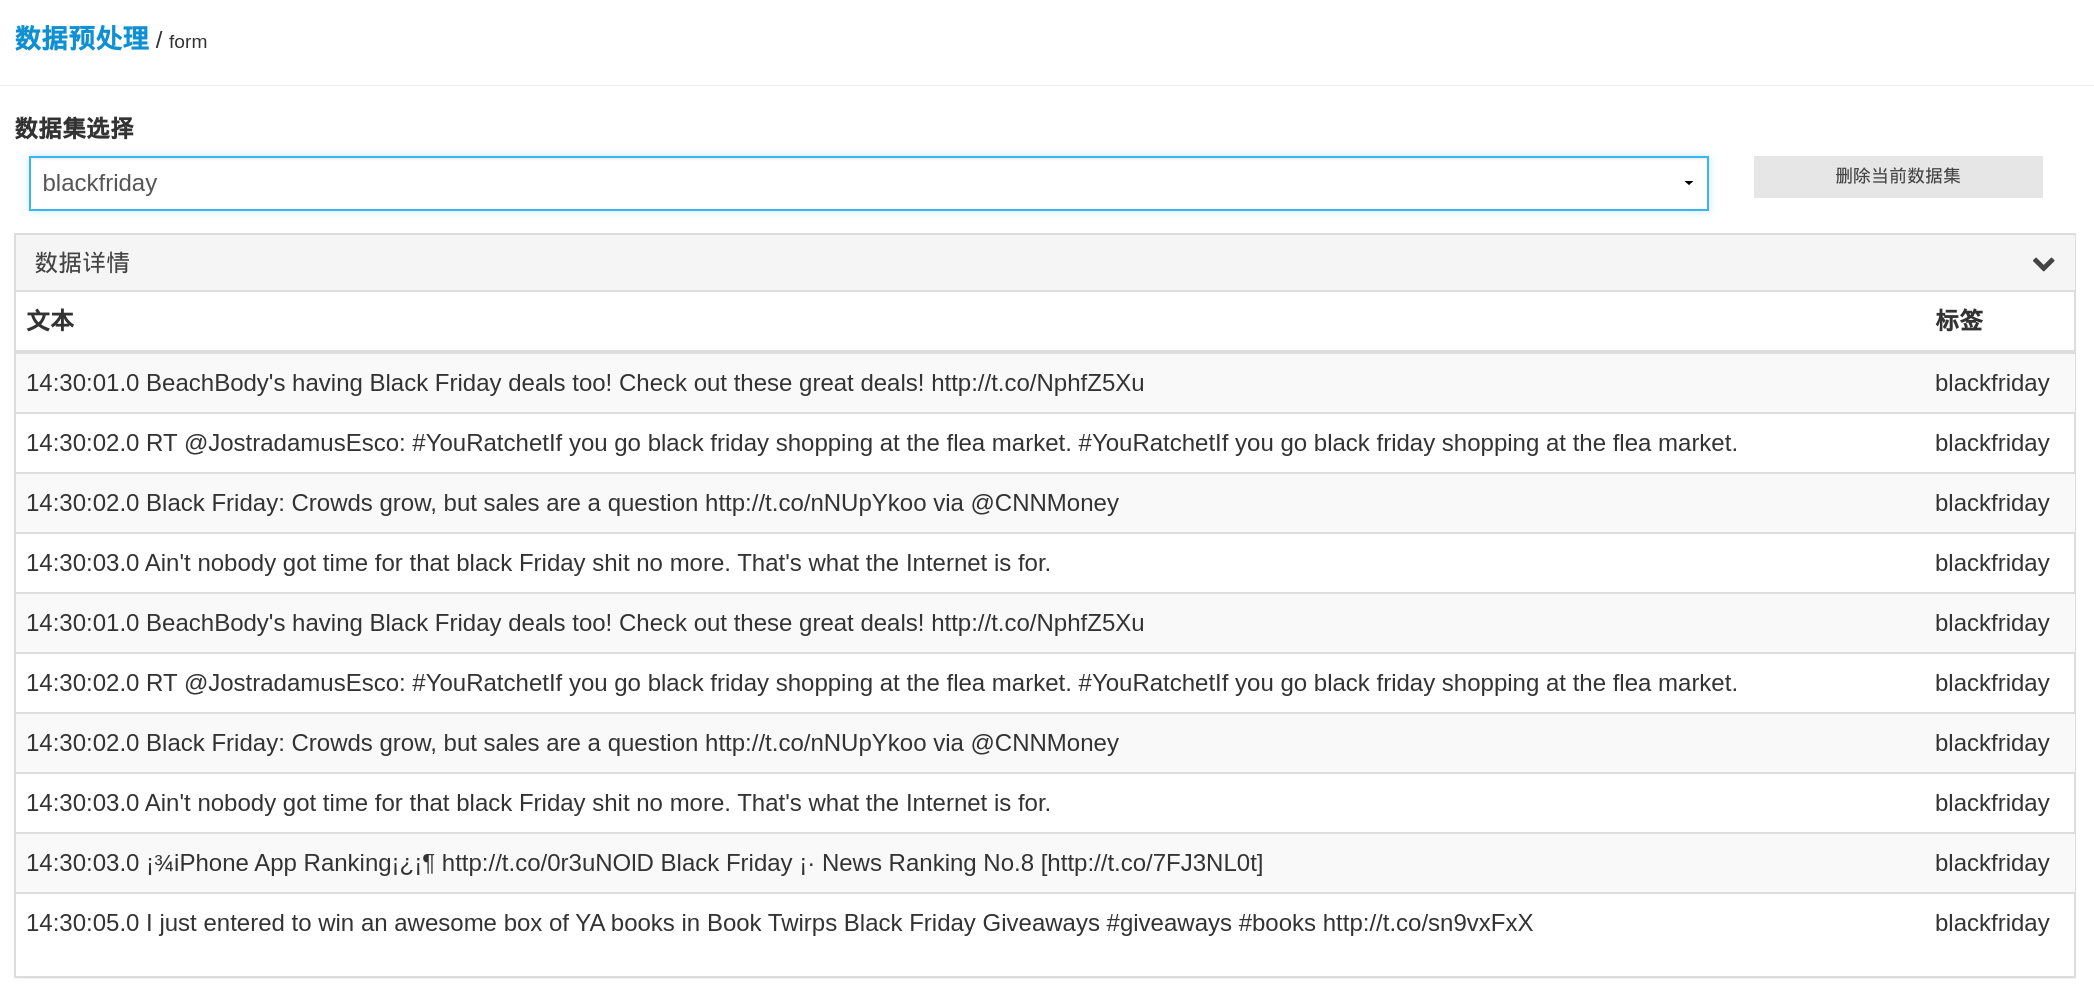 数据预处理 / form
数据集选择
blackfriday
删除当前数据集
数据详情
文本 标签
14:30:01.0 BeachBody's having Black Friday deals too! Check out these great deals! http://t.co/NphfZ5Xu blackfriday
14:30:02.0 RT @JostradamusEsco: #YouRatchetIf you go black friday shopping at the flea market. #YouRatchetIf you go black friday shopping at the flea market. blackfriday
14:30:02.0 Black Friday: Crowds grow, but sales are a question http://t.co/nNUpYkoo via @CNNMoney blackfriday
14:30:03.0 Ain't nobody got time for that black Friday shit no more. That's what the Internet is for. blackfriday
14:30:01.0 BeachBody's having Black Friday deals too! Check out these great deals! http://t.co/NphfZ5Xu blackfriday
14:30:02.0 RT @JostradamusEsco: #YouRatchetIf you go black friday shopping at the flea market. #YouRatchetIf you go black friday shopping at the flea market. blackfriday
14:30:02.0 Black Friday: Crowds grow, but sales are a question http://t.co/nNUpYkoo via @CNNMoney blackfriday
14:30:03.0 Ain't nobody got time for that black Friday shit no more. That's what the Internet is for. blackfriday
14:30:03.0 ¡¾iPhone App Ranking¡¿¡¶ http://t.co/0r3uNOlD Black Friday ¡· News Ranking No.8 [http://t.co/7FJ3NL0t] blackfriday
14:30:05.0 I just entered to win an awesome box of YA books in Book Twirps Black Friday Giveaways #giveaways #books http://t.co/sn9vxFxX blackfriday